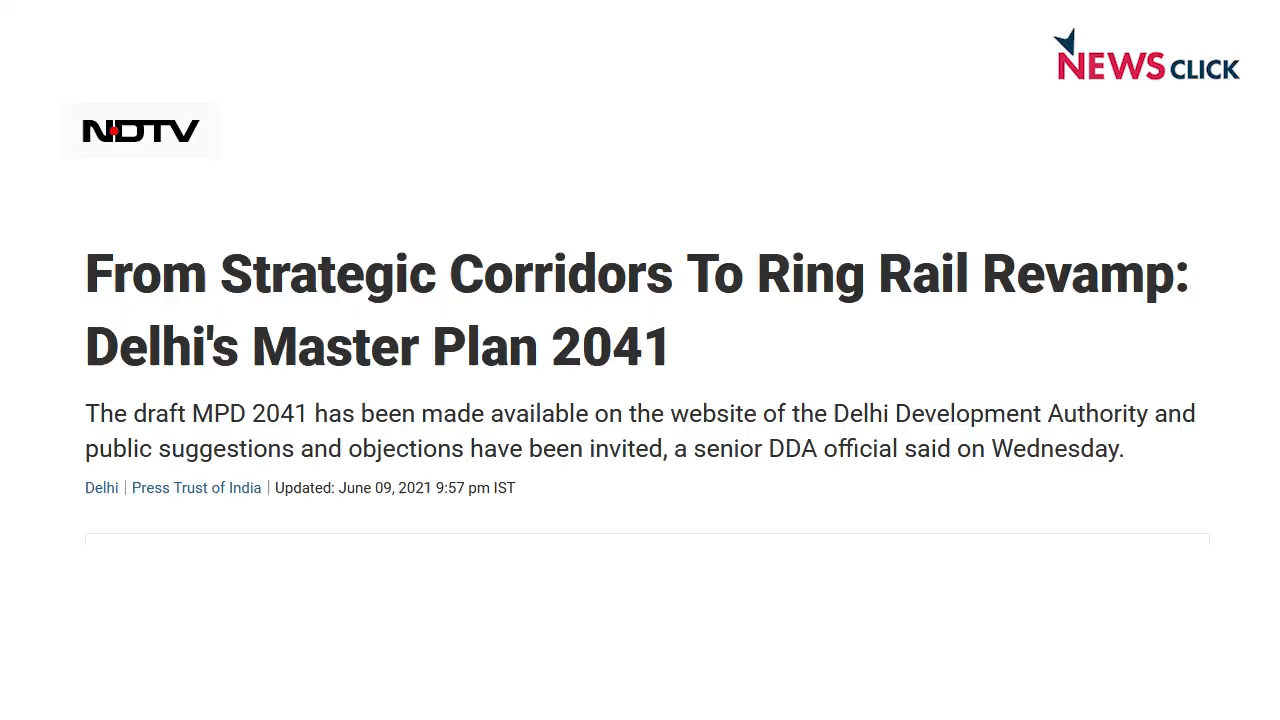 NEWS CLICK
NDTV
From Strategic Corridors To Ring Rail Revamp:
Delhi's Master Plan 2041
The draft MPD 2041 has been made available on the website of the Delhi Development Authority and
public suggestions and objections have been invited, a senior DDA official said on Wednesday.
Delhi | Press Trust of India | Updated: June 09, 2021 9:57 pm IST